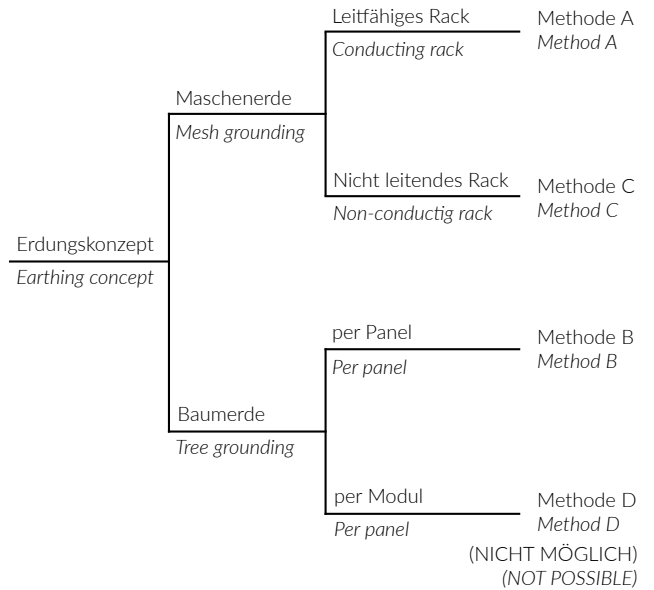 Leitfähiges Rack
Conducting rack
Methode A
Method A
Maschenerde
Mesh grounding
Nicht leitendes Rack
Non-conductig rack
Methode C
Method C
Erdungskonzept
Earthing concept
per Panel
Per panel
Methode B
Method B
Baumerde
Tree grounding
per Modul
Per panel
Methode D
Method D
(NICHT MÖGLICH)
(NOT POSSIBLE)